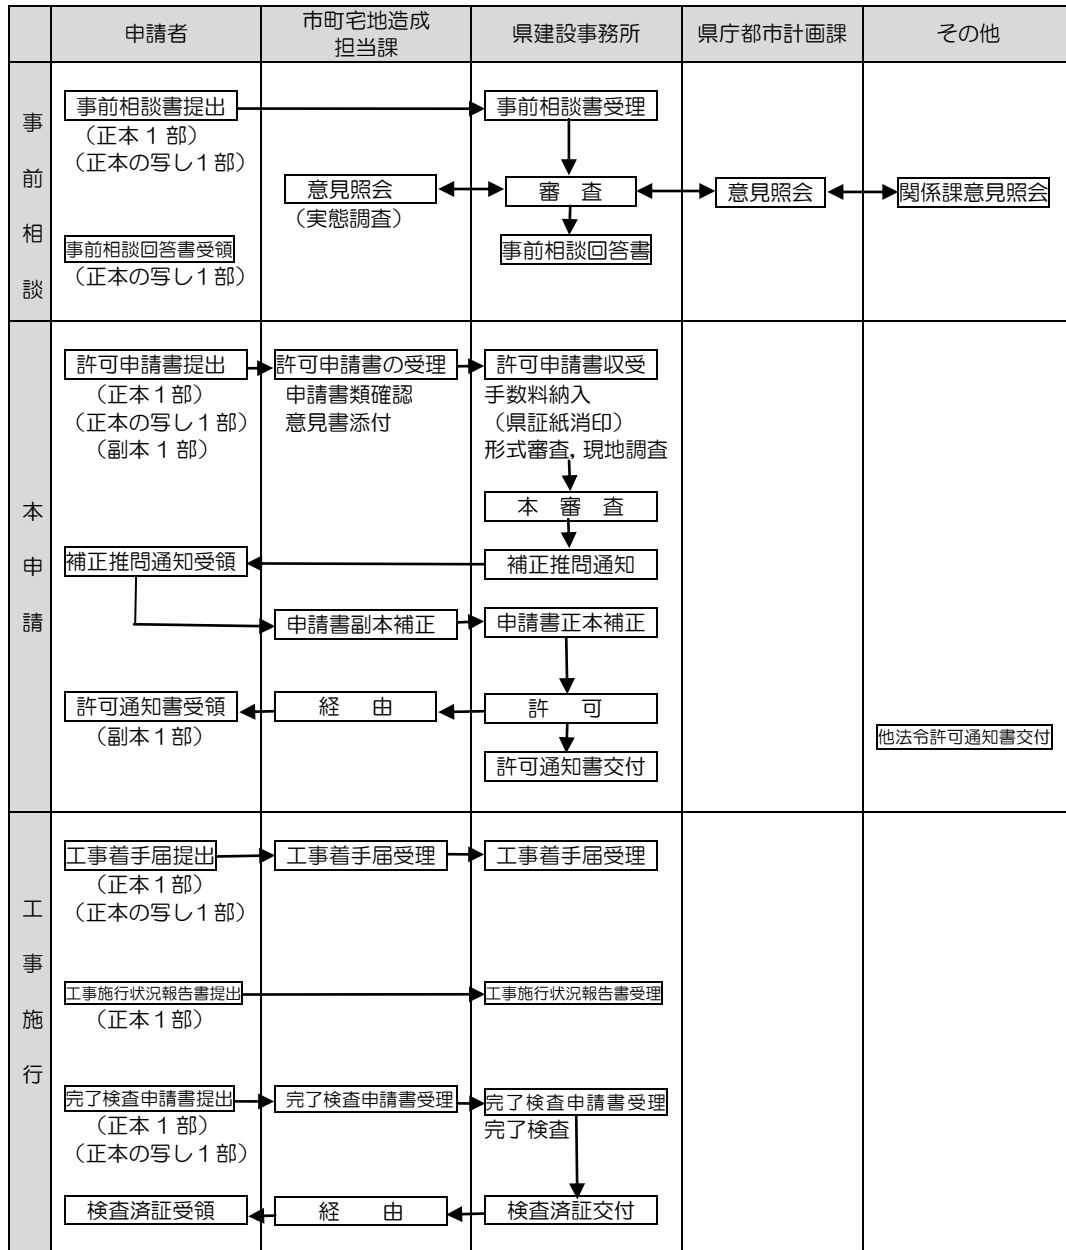 申請者
市町宅地造成
担当課
県建設事務所
県庁都市計画課
その他
事前相談
事前相談書提出
（正本１部）
（正本の写し１部）
事前相談書受理
意見照会
（実態調査）
審　査
意見照会
関係課意見照会
事前相談回答書受領
（正本の写し１部）
事前相談回答書
本申請
許可申請書提出
（正本１部）
（正本の写し１部）
（副本１部）
許可申請書の受理
申請書類確認
意見書添付
許可申請書収受
手数料納入
（県証紙消印）
形式審査，現地調査
本　審　査
補正推問通知受領
補正推問通知
申請書副本補正
申請書正本補正
許可通知書受領
（副本１部）
経　由
許　可
許可通知書交付
他法令許可通知書交付
工事施行
工事着手届提出
（正本１部）
（正本の写し１部）
工事着手届受理
工事着手届受理
工事施行状況報告書提出
（正本１部）
工事施行状況報告書受理
完了検査申請書提出
（正本１部）
（正本の写し１部）
完了検査申請書受理
完了検査申請書受理
完了検査
検査済証受領
経　由
検査済証交付